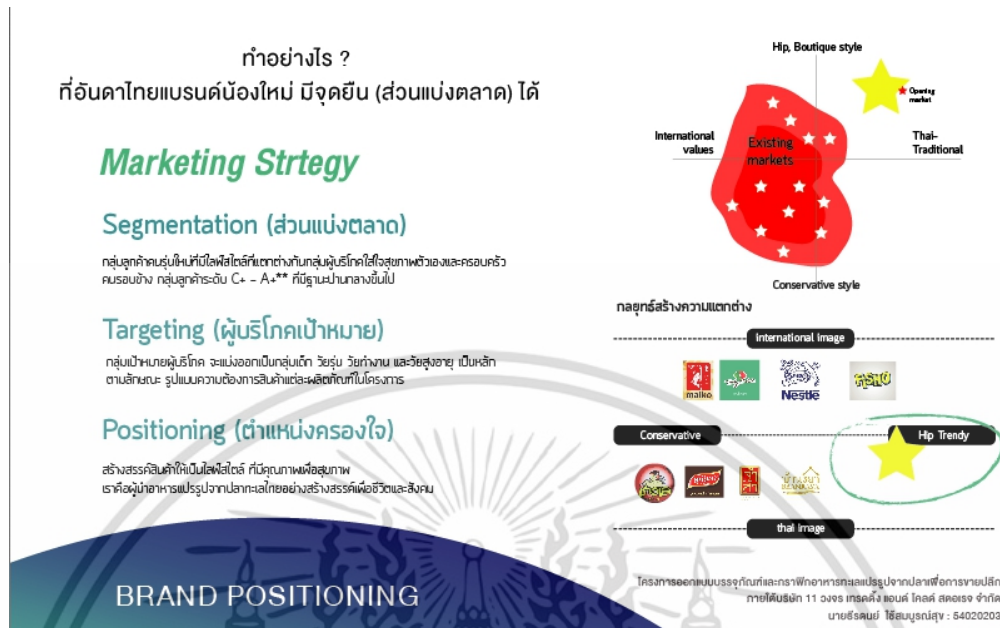 ทำอย่างไร ?
ที่อันดาไทยแบรนด์น้องใหม่ มีจุดยืน (ส่วนแบ่งตลาด) ได้
Marketing Strtegy
Segmentation (ส่วนแบ่งตลาด)
กลุ่มลูกค้าคนรุ่นใหม่ที่มีไลฟ์สไตล์ที่แตกต่างกันกลุ่มผู้บริโภคใส่ใจสุขภาพตัวเองและครอบครัว
คนรอบข้าง กลุ่มลูกค้าระดับ C+ - A+** ที่มีฐานะปานกลางขึ้นไป
Targeting (ผู้บริโภคเป้าหมาย)
กลุ่มเป้าหมายผู้บริโภค จะแบ่งออกเป็นกลุ่มเด็ก วัยรุ่น วัยทำงาน และวัยสูงอายุ เป็นหลัก
ตามลักษณะ รูปแบบความต้องการสินค้าแต่ละผลิตภัณฑ์ในโครงการ
Positioning (ตำแหน่งครองใจ)
สร้างสรรค์สินค้าให้เป็นไลฟ์สไตล์ ที่มีคุณภาพเพื่อสุขภาพ
เราคือผู้นำอาหารแปรรูปจากปลาทะเลไทยอย่างสร้างสรรค์เพื่อชีวิตและสังคม
BRAND POSITIONING
Hip, Boutique style
Opening
market
International
values
Existing
markets
Thai-
Traditional
Conservative style
กลยุทธ์สร้างความแตกต่าง
international image
maiko
Nestle
Conservative
Hip Trendy
thai image
โครงการออกแบบบรรจุภัณฑ์และกราฟิกอาหารทะเลแปรรูปจากปลาเพื่อการขายปลีก
ภายใต้บริษัท 11 วงจร เทรดดิ้ง แอนด์ โคลด์ สตอเรจ จำกัด
นายธีรดนย์ ใช้สมบูรณ์สุข : 54020203